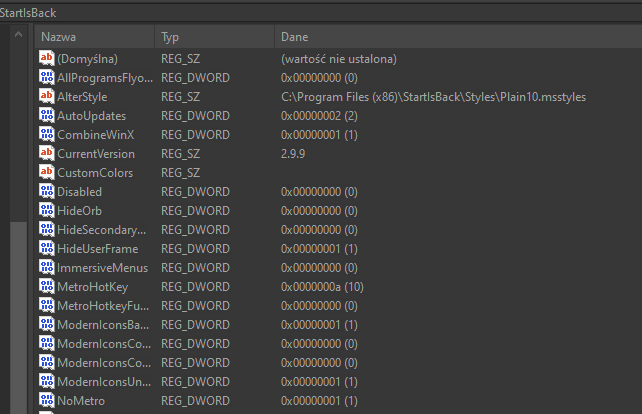 StartIsBack
Nazwa Typ Dane
(Domyślna) REG_SZ (wartość nie ustalona)
AllProgramsFlyo... REG_DWORD 0x00000000 (0)
AlterStyle REG_SZ C:\Program Files (x86)\StartIsBack\Styles\Plain10.msstyles
AutoUpdates REG_DWORD 0x00000002 (2)
CombineWinX REG_DWORD 0x00000001 (1)
CurrentVersion REG_SZ 2.9.9
CustomColors REG_SZ
Disabled REG_DWORD 0x00000000 (0)
HideOrb REG_DWORD 0x00000000 (0)
HideSecondary... REG_DWORD 0x00000000 (0)
HideUserFrame REG_DWORD 0x00000001 (1)
ImmersiveMenus REG_DWORD 0x00000000 (0)
MetroHotKey REG_DWORD 0x0000000a (10)
MetroHotkeyFu... REG_DWORD 0x00000000 (0)
ModernIconsBa... REG_DWORD 0x00000001 (1)
ModernIconsCo... REG_DWORD 0x00000000 (0)
ModernIconsCo... REG_DWORD 0x00000000 (0)
ModernIconsUn... REG_DWORD 0x00000001 (1)
NoMetro REG_DWORD 0x00000001 (1)